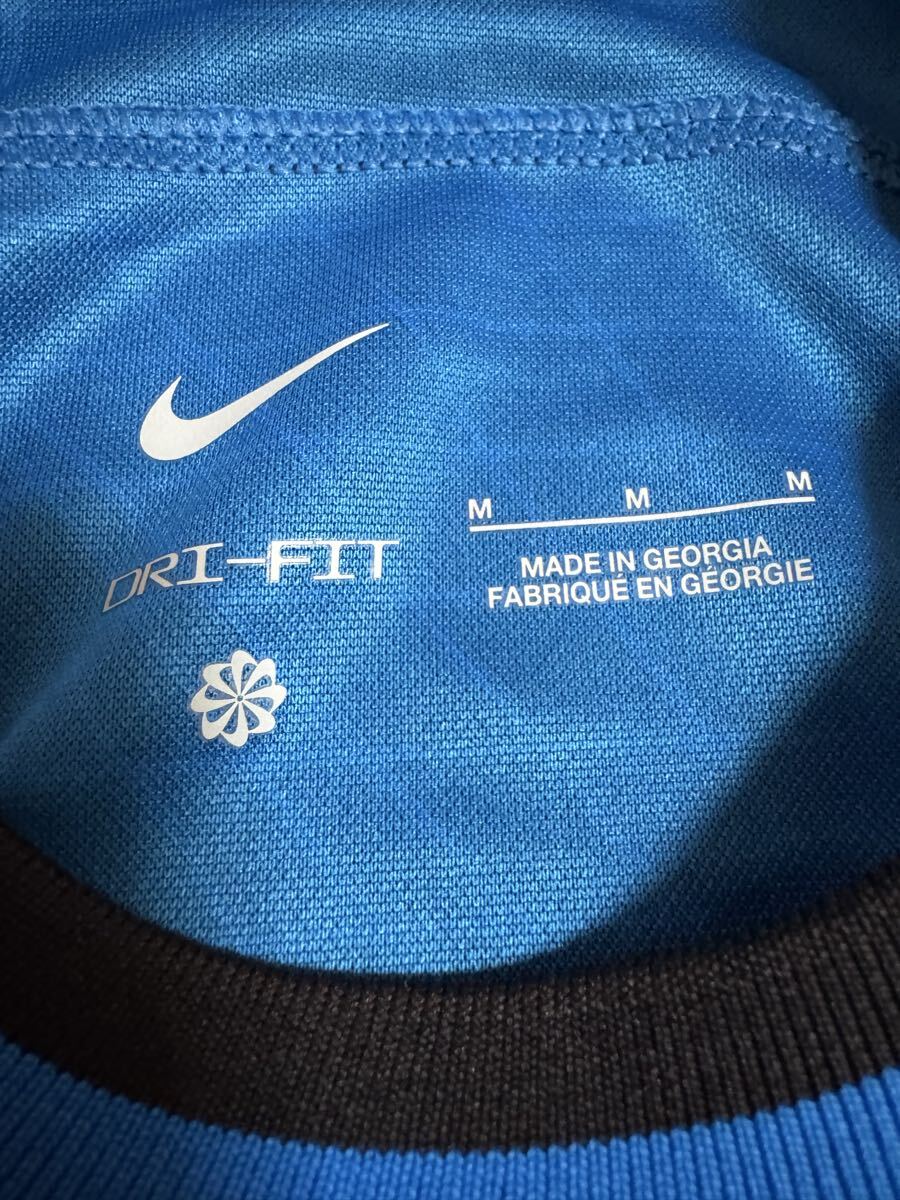 DRI-FIT
M M M
MADE IN GEORGIA
FABRIQUÉ EN GÉORGIE